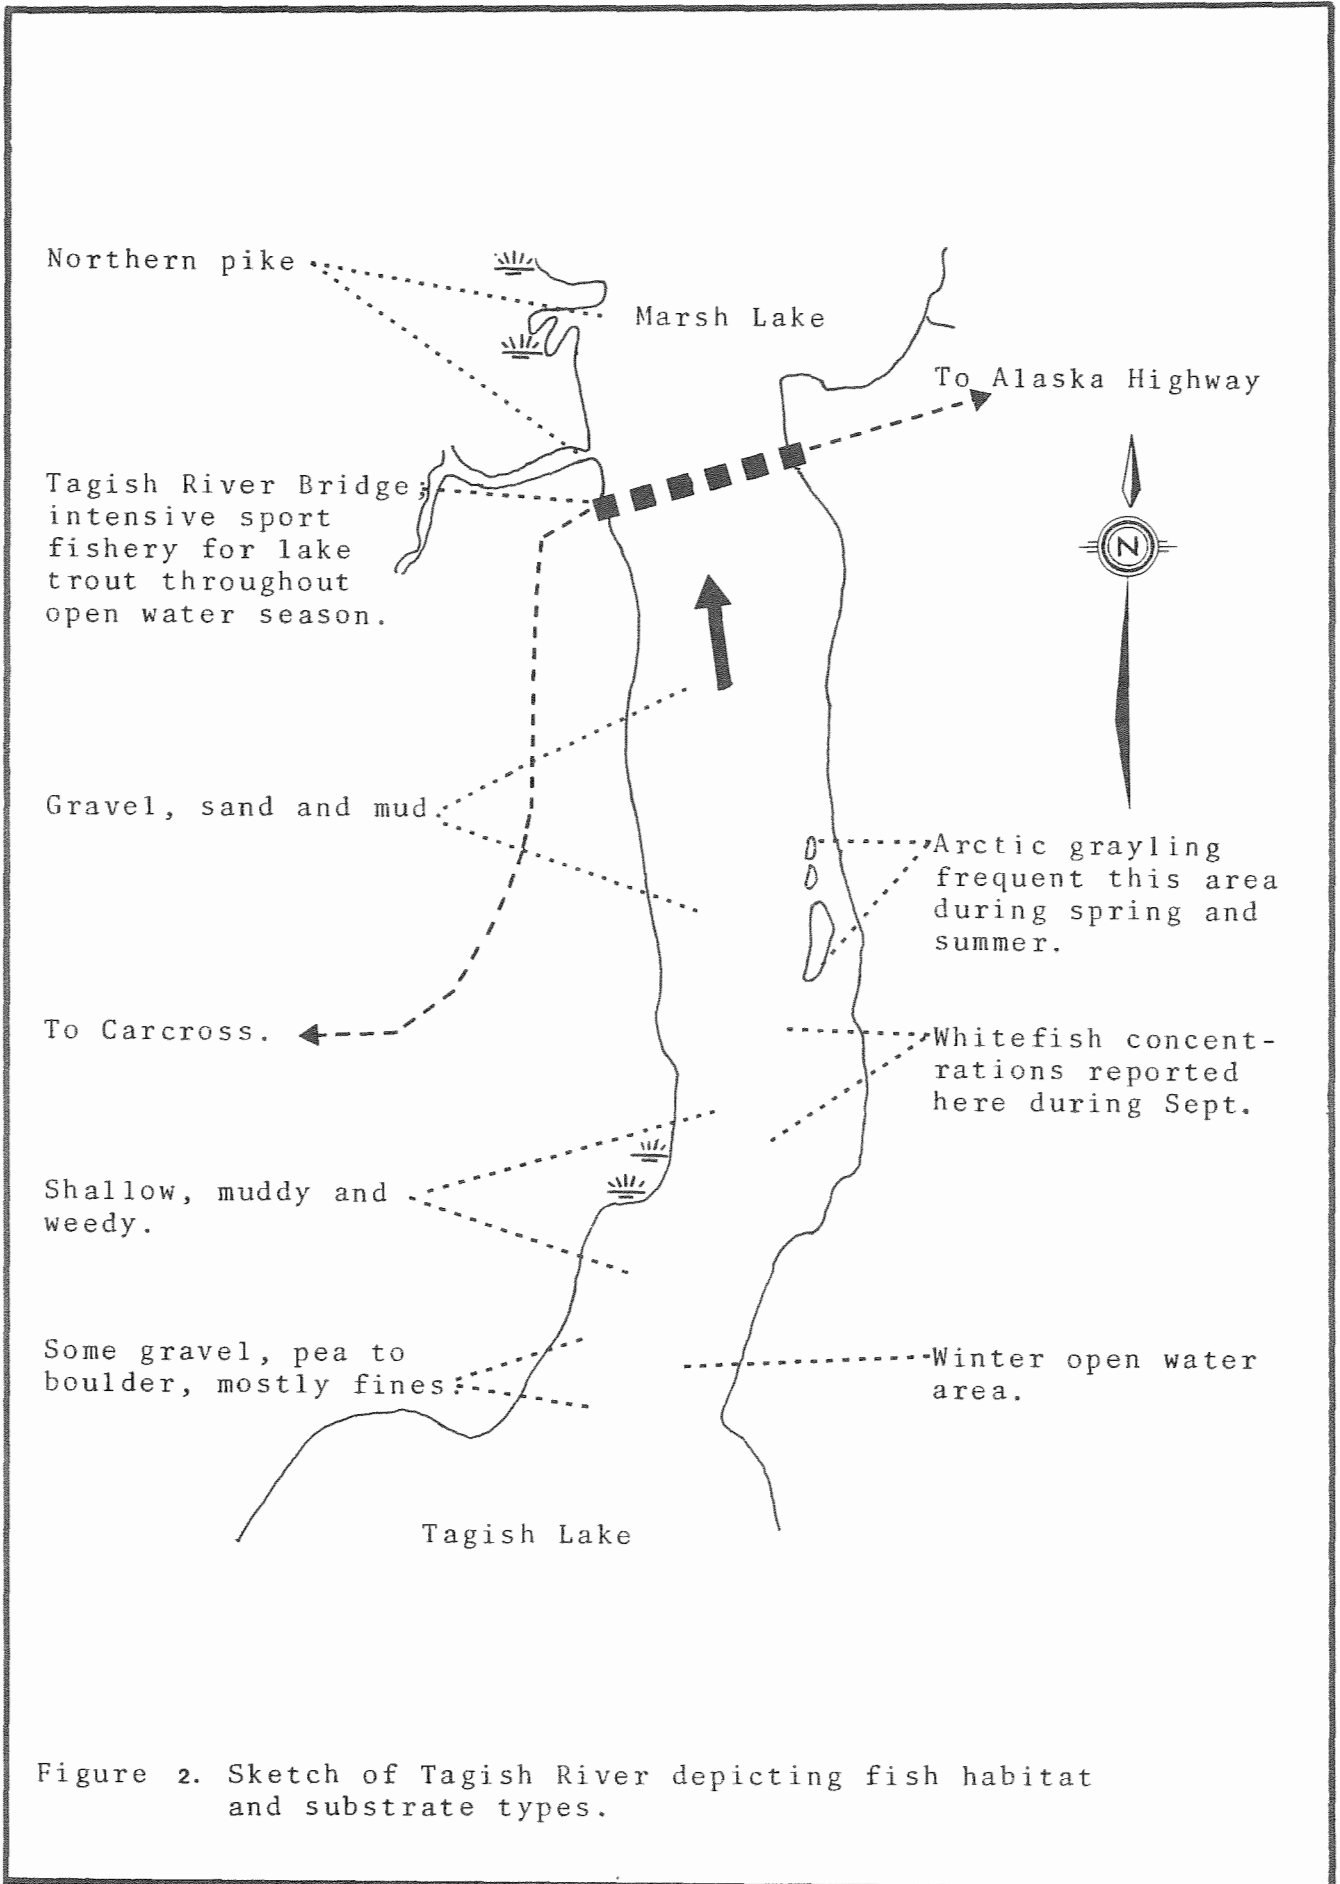 Northern pike
Marsh Lake
To Alaska Highway
Tagish River Bridge;
intensive sport
fishery for lake
trout throughout
open water season.
N
Gravel, sand and mud.
Arctic grayling
frequent this area
during spring and
summer.
To Carcross.
Whitefish concent-
rations reported
here during Sept.
Shallow, muddy and
weedy.
Some gravel, pea to
boulder, mostly fines.
Winter open water
area.
Tagish Lake
Figure 2. Sketch of Tagish River depicting fish habitat
and substrate types.